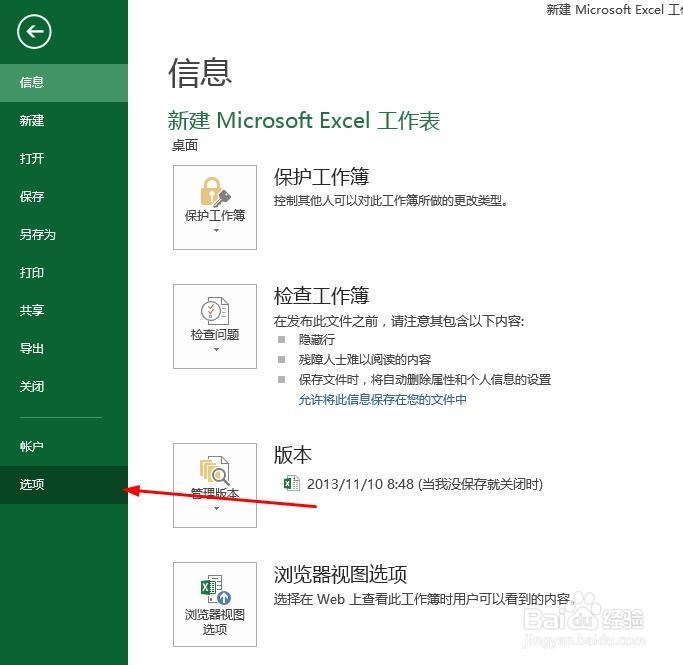 新建 Microsoft Excel 工作
信息
新建
打开
保存
另存为
打印
共享
导出
关闭
帐户
选项
信息
新建 Microsoft Excel 工作表
桌面
保护工作簿
保护工作簿
控制其他人可以对此工作簿所做的更改类型。
检查问题
检查工作簿
在发布此文件之前，请注意其包含以下内容:
隐藏行
残障人士难以阅读的内容
保存文件时，将自动删除属性和个人信息的设置
允许将此信息保存在您的文件中
管理版本
版本
2013/11/10 8:48 (当我没保存就关闭时)
浏览器视图
选项
浏览器视图选项
选择在 Web 上查看此工作簿时用户可以看到的内容。
Baidu 经验
jingyan.baidu.com